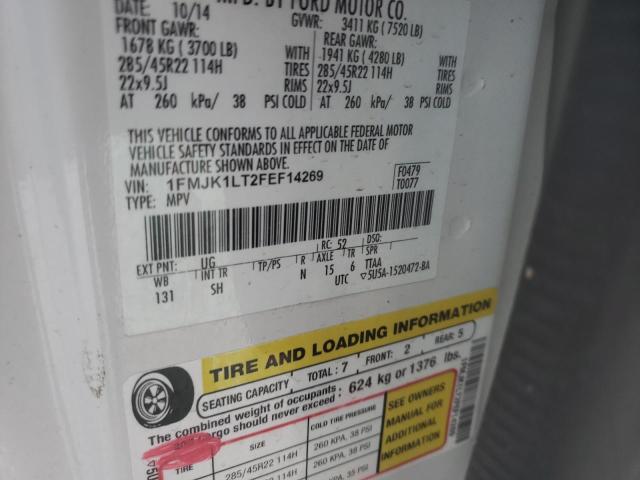 DATE: 10/14
MFD. BY FORD MOTOR CO.
GVWR: 3411 KG ( 7520 LB)
FRONT GAWR:
1678 KG ( 3700 LB)
285/45R22 114H
22x9.5J
AT 260 kPa/ 38 PSI COLD
WITH
TIRES
RIMS
REAR GAWR:
1941 KG ( 4280 LB)
285/45R22 114H
22x9.5J
AT 260 kPa/ 38 PSI COLD
WITH
TIRES
RIMS
THIS VEHICLE CONFORMS TO ALL APPLICABLE FEDERAL MOTOR
VEHICLE SAFETY STANDARDS IN EFFECT ON THE DATE OF
MANUFACTURE SHOWN ABOVE.
VIN: 1FMJK1LT2FEF14269
TYPE: MPV
F0479
T0077
EXT PNT: UG RC: 52 DSO:
WB INT TR TP/PS R AXLE TR SPR
131 SH N 15 6 TTAA
UTC ▽5U5A-1520472-BA
TIRE AND LOADING INFORMATION
SEATING CAPACITY TOTAL: 7 FRONT: 2 REAR: 5
The combined weight of occupants
and cargo should never exceed : 624 kg or 1376 lbs.
TIRE SIZE COLD TIRE PRESSURE
285/45R22 114H 260 KPA, 38 PSI
285/45R22 114H 260 KPA, 38 PSI
SEE OWNERS
MANUAL FOR
ADDITIONAL
INFORMATION